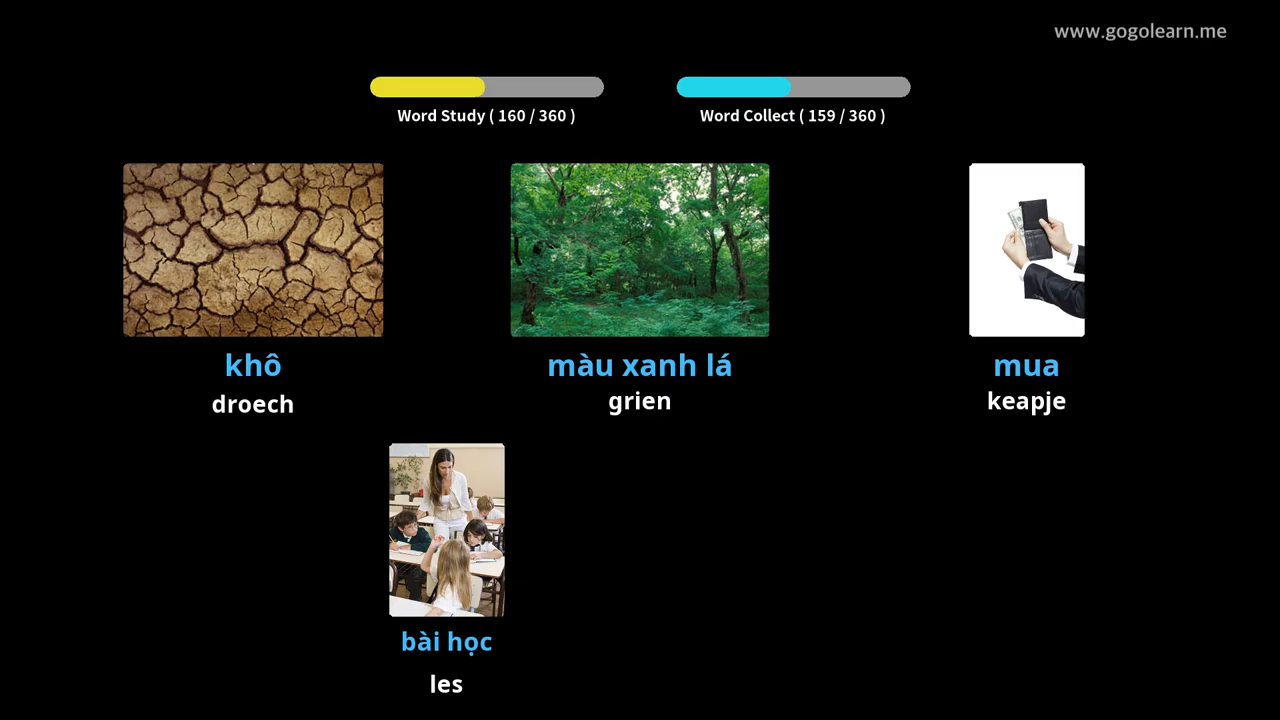 www.gogolearn.me
Word Study ( 160 / 360 )
Word Collect ( 159 / 360 )
khô
màu xanh lá
mua
droech
grien
keapje
bài học
les